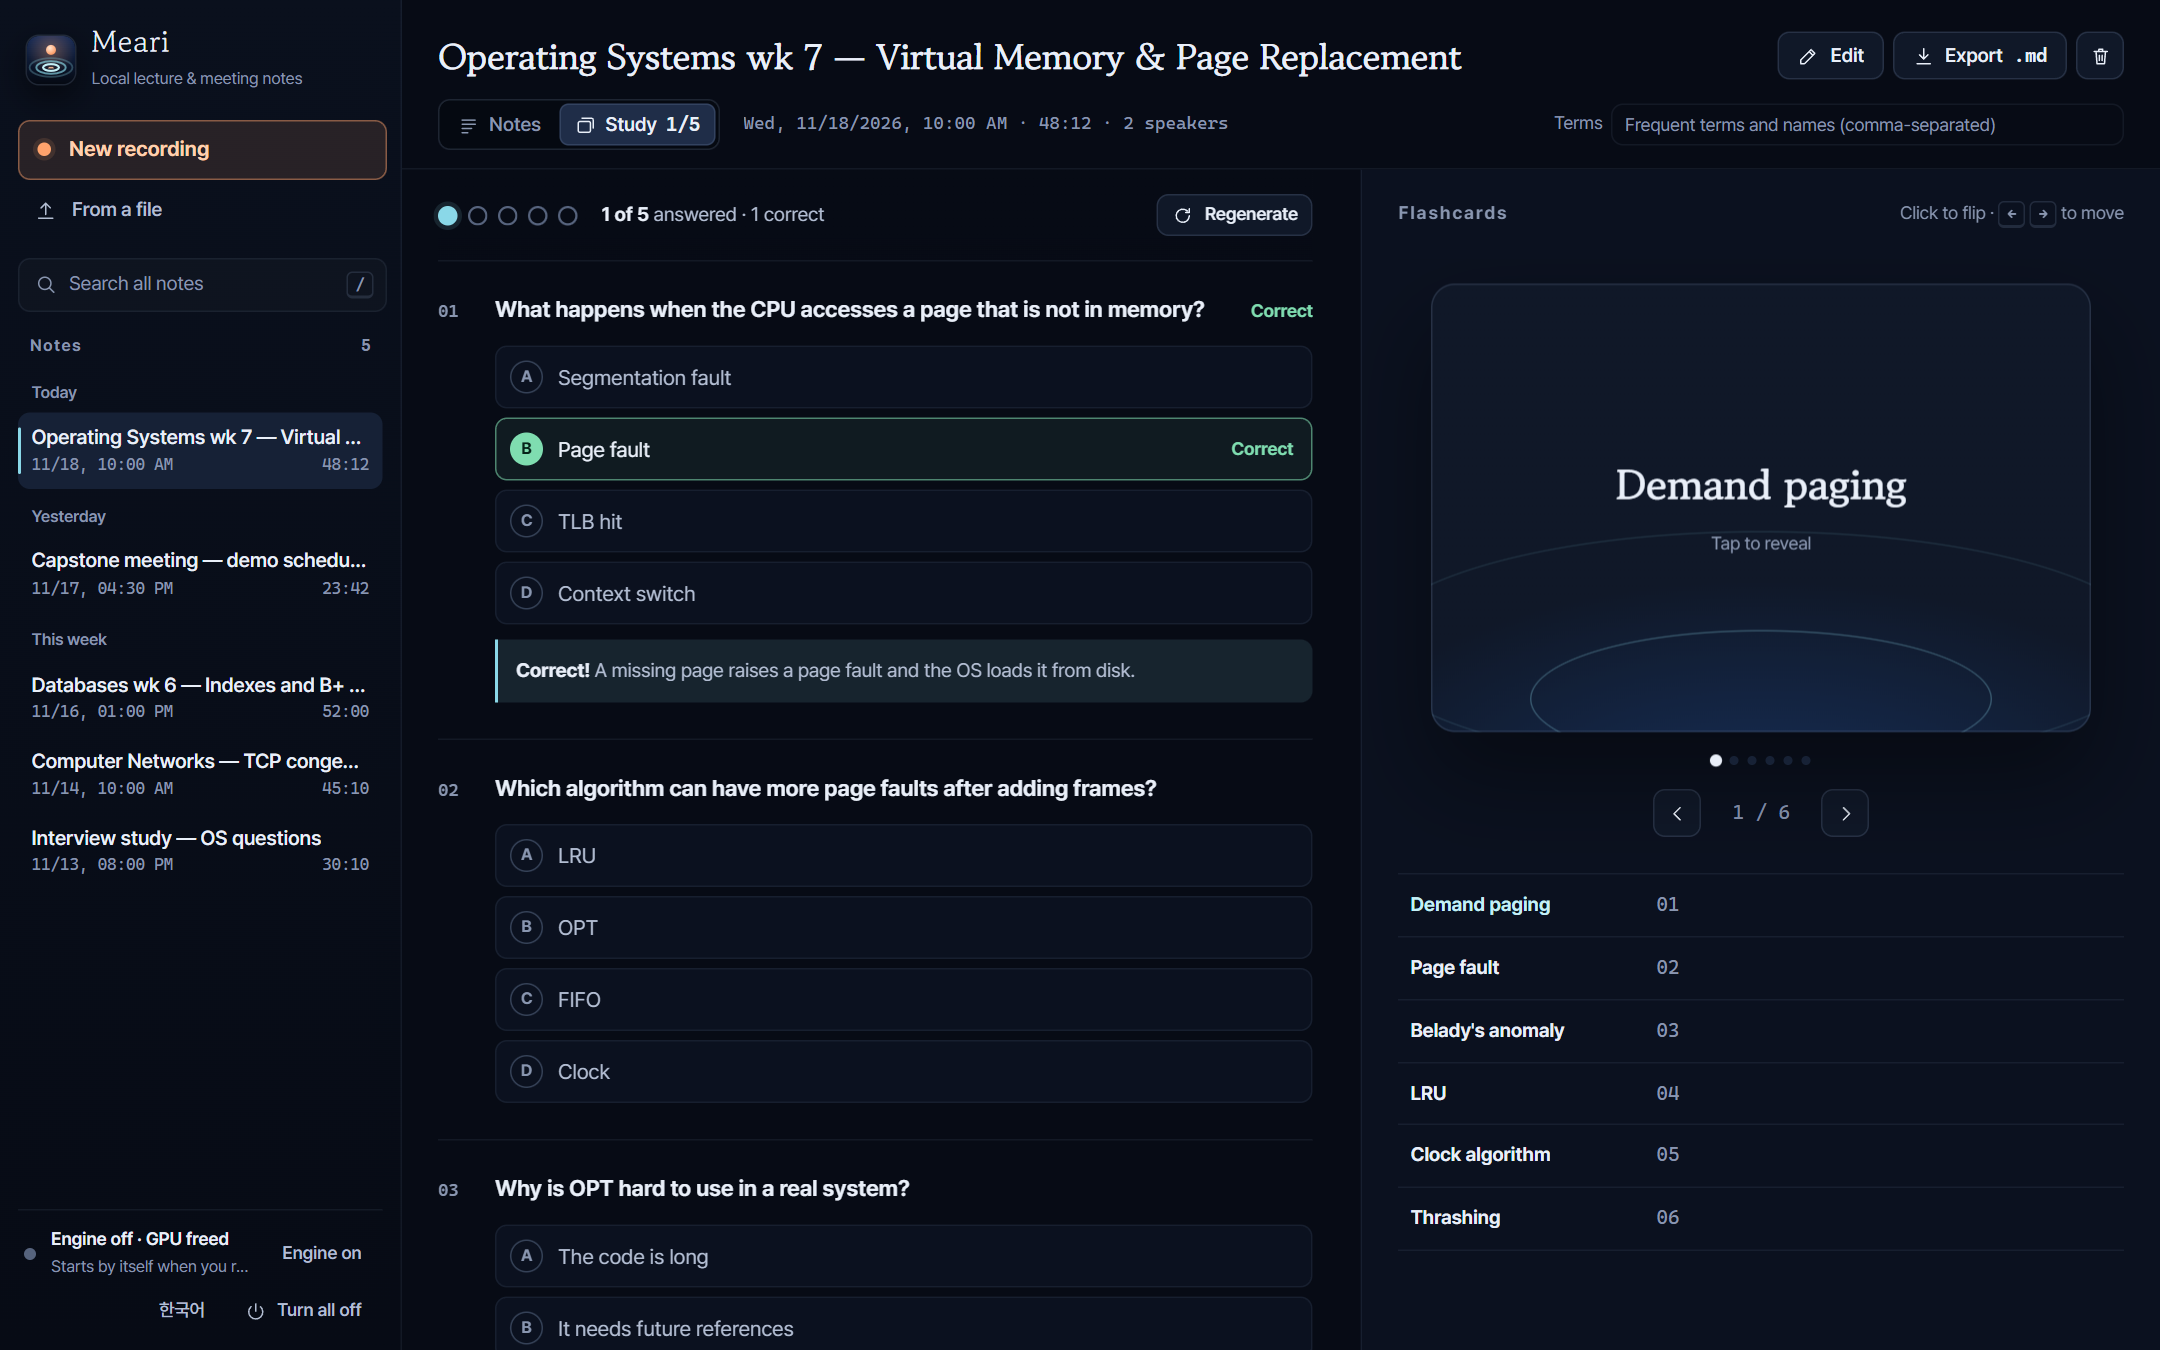 Meari
Local lecture & meeting notes
New recording
From a file
Search all notes /
Notes 5
Today
Operating Systems wk 7 — Virtual ...
11/18, 10:00 AM 48:12
Yesterday
Capstone meeting — demo schedu...
11/17, 04:30 PM 23:42
This week
Databases wk 6 — Indexes and B+ ...
11/16, 01:00 PM 52:00
Computer Networks — TCP conge...
11/14, 10:00 AM 45:10
Interview study — OS questions
11/13, 08:00 PM 30:10
Engine off · GPU freed
Starts by itself when you r...
Engine on
한국어
Turn all off
Operating Systems wk 7 — Virtual Memory & Page Replacement
Edit
Export .md
Notes
Study 1/5
Wed, 11/18/2026, 10:00 AM · 48:12 · 2 speakers
Terms
Frequent terms and names (comma-separated)
1 of 5 answered · 1 correct
Regenerate
01 What happens when the CPU accesses a page that is not in memory? Correct
A Segmentation fault
B Page fault Correct
C TLB hit
D Context switch
Correct! A missing page raises a page fault and the OS loads it from disk.
02 Which algorithm can have more page faults after adding frames?
A LRU
B OPT
C FIFO
D Clock
03 Why is OPT hard to use in a real system?
A The code is long
B It needs future references
Flashcards
Click to flip · ← → to move
Demand paging
Tap to reveal
1 / 6
Demand paging 01
Page fault 02
Belady's anomaly 03
LRU 04
Clock algorithm 05
Thrashing 06